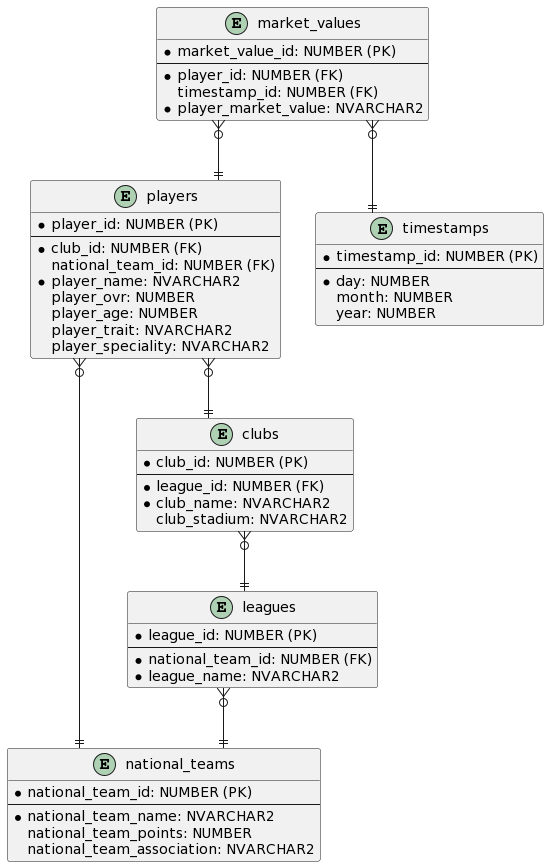 E market_values
market_value_id: NUMBER (PK)
player_id: NUMBER (FK)
timestamp_id: NUMBER (FK)
player_market_value: NVARCHAR2
E players
player_id: NUMBER (PK)
club_id: NUMBER (FK)
national_team_id: NUMBER (FK)
player_name: NVARCHAR2
player_ovr: NUMBER
player_age: NUMBER
player_trait: NVARCHAR2
player_speciality: NVARCHAR2
E timestamps
timestamp_id: NUMBER (PK)
day: NUMBER
month: NUMBER
year: NUMBER
E clubs
club_id: NUMBER (PK)
league_id: NUMBER (FK)
club_name: NVARCHAR2
club_stadium: NVARCHAR2
E leagues
league_id: NUMBER (PK)
national_team_id: NUMBER (FK)
league_name: NVARCHAR2
E national_teams
national_team_id: NUMBER (PK)
national_team_name: NVARCHAR2
national_team_points: NUMBER
national_team_association: NVARCHAR2